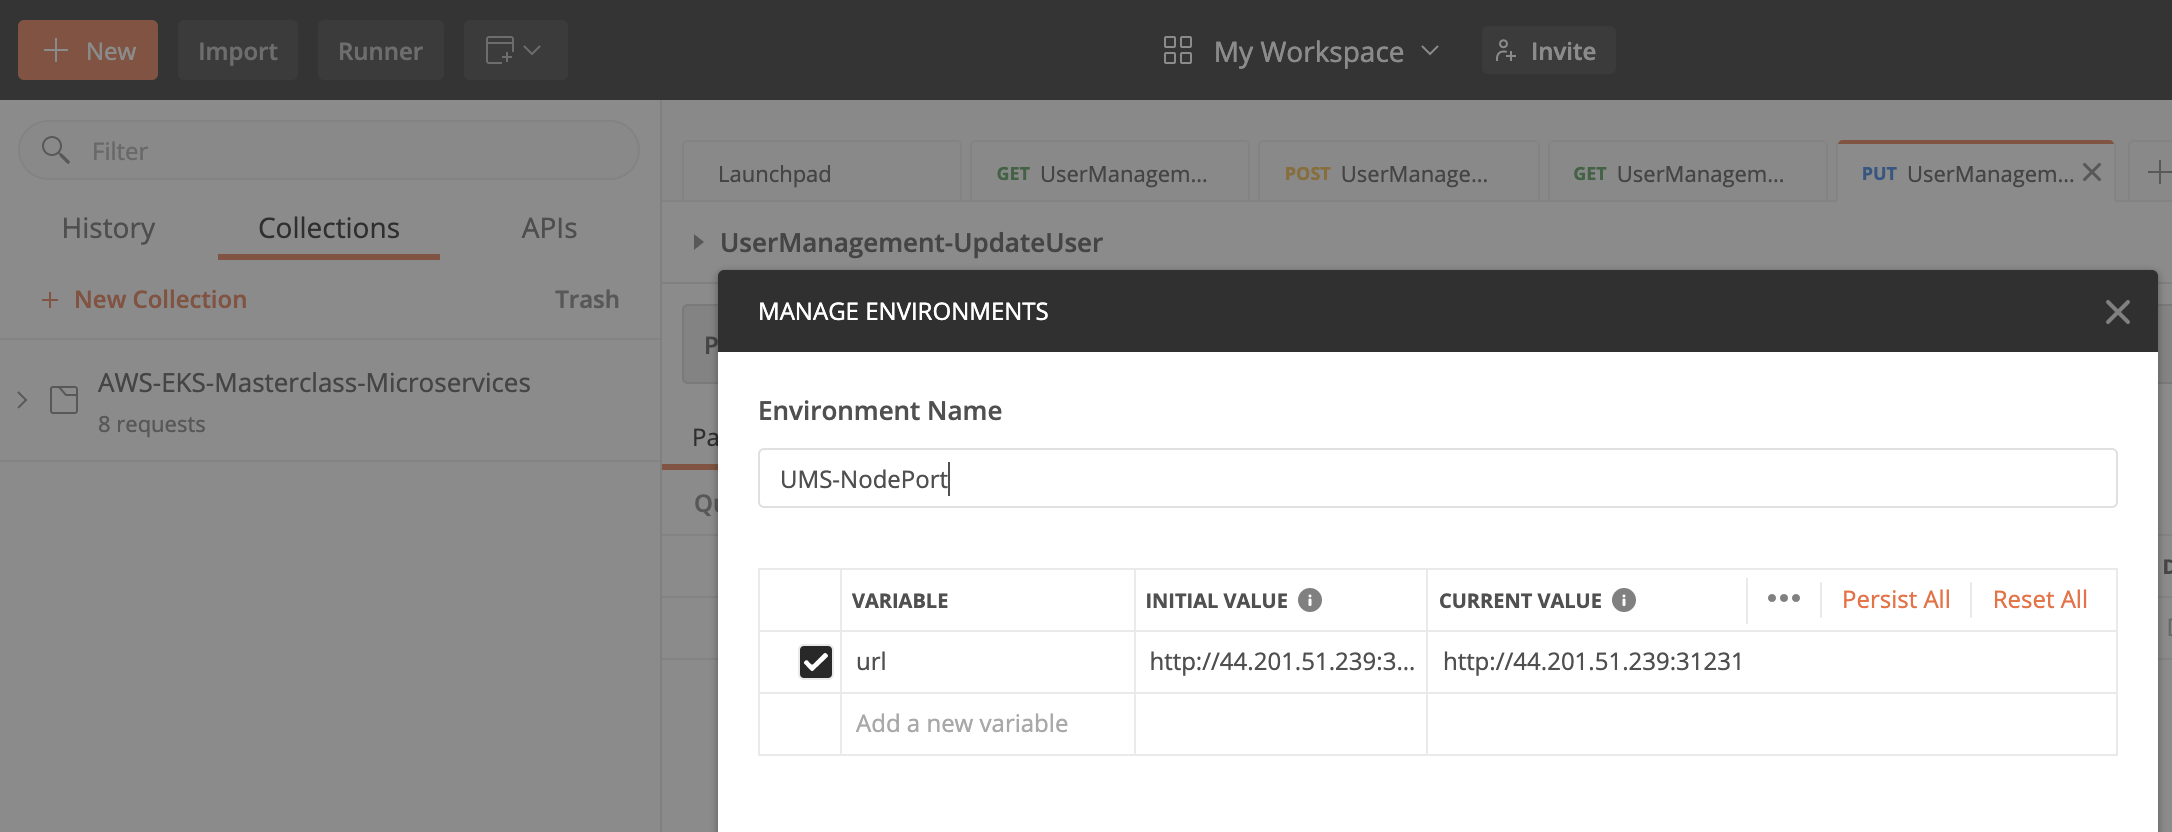 New
Import
Runner
My Workspace
Invite
Filter
History
Collections
APIs
+ New Collection
Trash
AWS-EKS-Masterclass-Microservices
8 requests
Launchpad
GET UserManagem...
POST UserManage...
GET UserManagem...
PUT UserManagem...
UserManagement-UpdateUser
MANAGE ENVIRONMENTS
Environment Name
UMS-NodePort
VARIABLE
INITIAL VALUE
CURRENT VALUE
Persist All
Reset All
url
http://44.201.51.239:3...
http://44.201.51.239:31231
Add a new variable